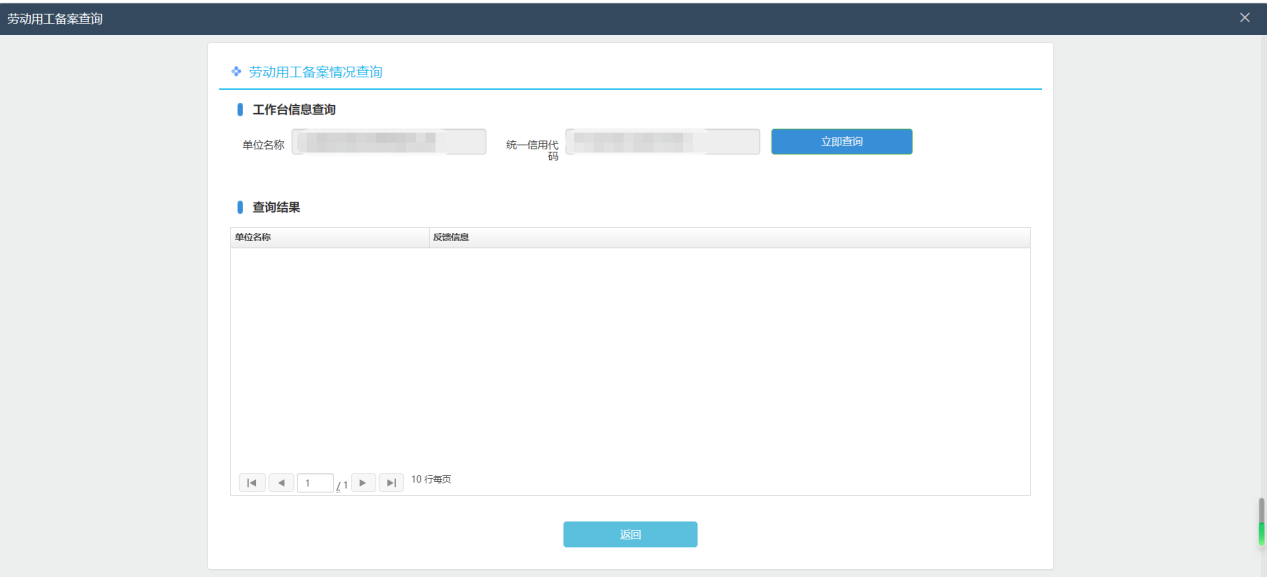 劳动用工备案查询
劳动用工备案情况查询
工作台信息查询
单位名称
统一信用代
码
立即查询
查询结果
单位名称 反馈信息
1 / 1 10 行每页
返回